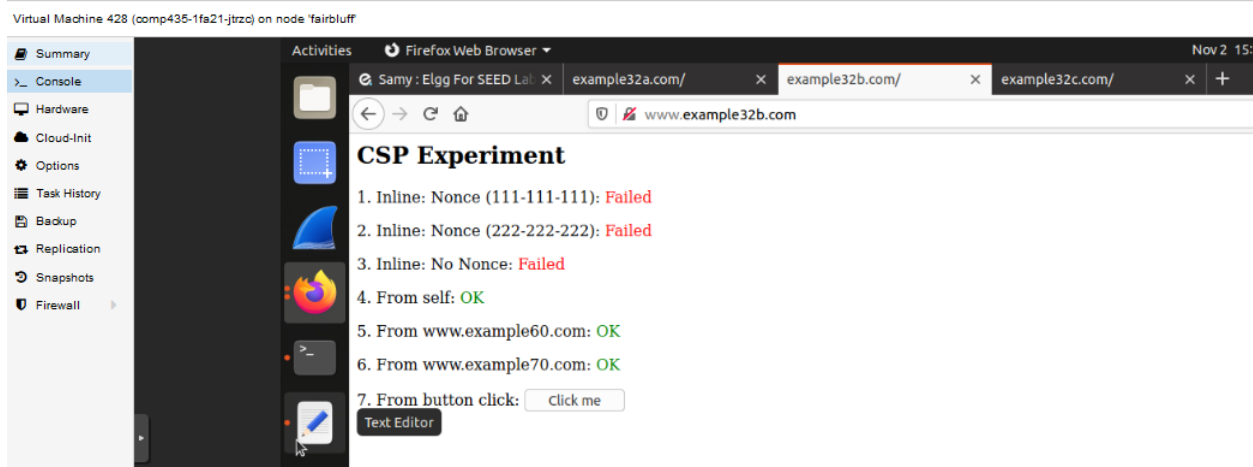 Virtual Machine 428 (comp435-1fa21-jtrzc) on node 'fairbluff'
Summary
Console
Hardware
Cloud-Init
Options
Task History
Backup
Replication
Snapshots
Firewall
Activities Firefox Web Browser Nov 2 15:
Samy : Elgg For SEED Lab × example32a.com/ × example32b.com/ × example32c.com/ × +
www.example32b.com
CSP Experiment
1. Inline: Nonce (111-111-111): Failed
2. Inline: Nonce (222-222-222): Failed
3. Inline: No Nonce: Failed
4. From self: OK
5. From www.example60.com: OK
6. From www.example70.com: OK
7. From button click: Click me
Text Editor